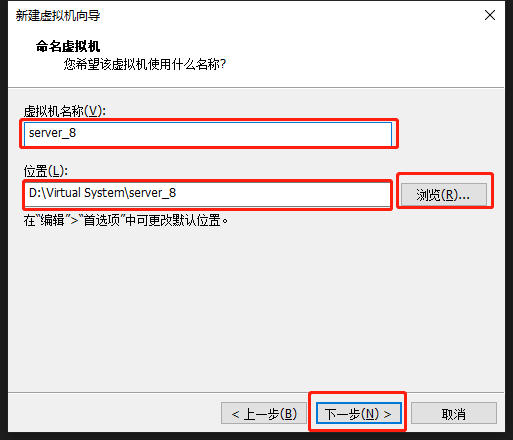 新建虚拟机向导
命名虚拟机
您希望该虚拟机使用什么名称?
虚拟机名称(V):
server_8
位置(L):
D:\Virtual System\server_8
浏览(R)...
在“编辑”>“首选项”中可更改默认位置。
< 上一步(B)
下一步(N) >
取消